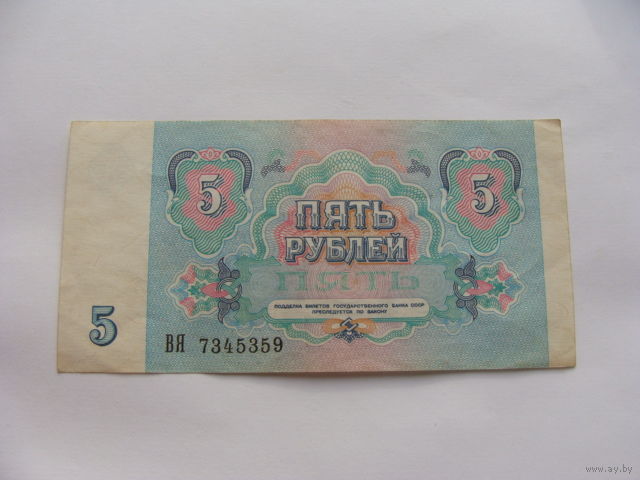 5
5
ПЯТЬ
РУБЛЕЙ
ПЯТЬ
ПОДДЕЛКА БИЛЕТОВ ГОСУДАРСТВЕННОГО БАНКА СССР
ПРЕСЛЕДУЕТСЯ ПО ЗАКОНУ
5
ВЯ 7345359
www.ay.by